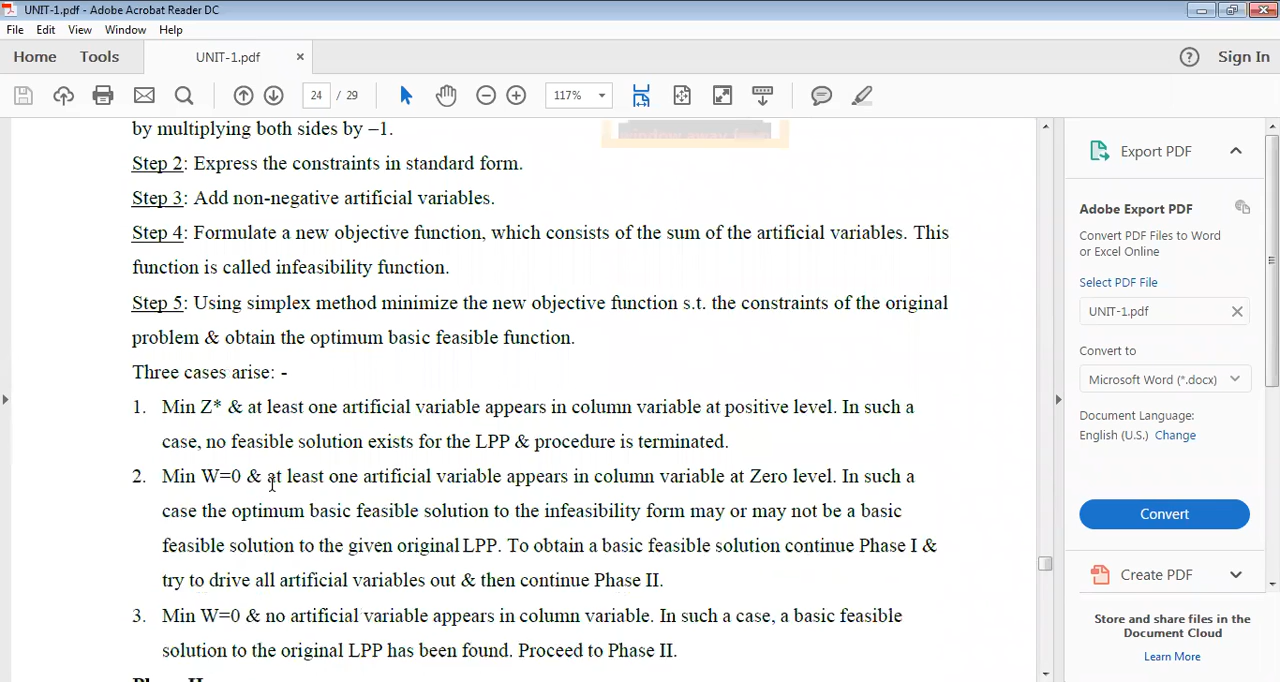 UNIT-1.pdf - Adobe Acrobat Reader DC
File Edit View Window Help
Home Tools UNIT-1.pdf × ? Sign In
24 / 29 117%
by multiplying both sides by –1.
Step 2: Express the constraints in standard form.
Step 3: Add non-negative artificial variables.
Step 4: Formulate a new objective function, which consists of the sum of the artificial variables. This
function is called infeasibility function.
Step 5: Using simplex method minimize the new objective function s.t. the constraints of the original
problem & obtain the optimum basic feasible function.
Three cases arise: -
1. Min Z* & at least one artificial variable appears in column variable at positive level. In such a
case, no feasible solution exists for the LPP & procedure is terminated.
2. Min W=0 & at least one artificial variable appears in column variable at Zero level. In such a
case the optimum basic feasible solution to the infeasibility form may or may not be a basic
feasible solution to the given original LPP. To obtain a basic feasible solution continue Phase I &
try to drive all artificial variables out & then continue Phase II.
3. Min W=0 & no artificial variable appears in column variable. In such a case, a basic feasible
solution to the original LPP has been found. Proceed to Phase II.
Phase II
Export PDF
Adobe Export PDF
Convert PDF Files to Word
or Excel Online
Select PDF File
UNIT-1.pdf
Convert to
Microsoft Word (*.docx)
Document Language:
English (U.S.) Change
Convert
Create PDF
Store and share files in the
Document Cloud
Learn More